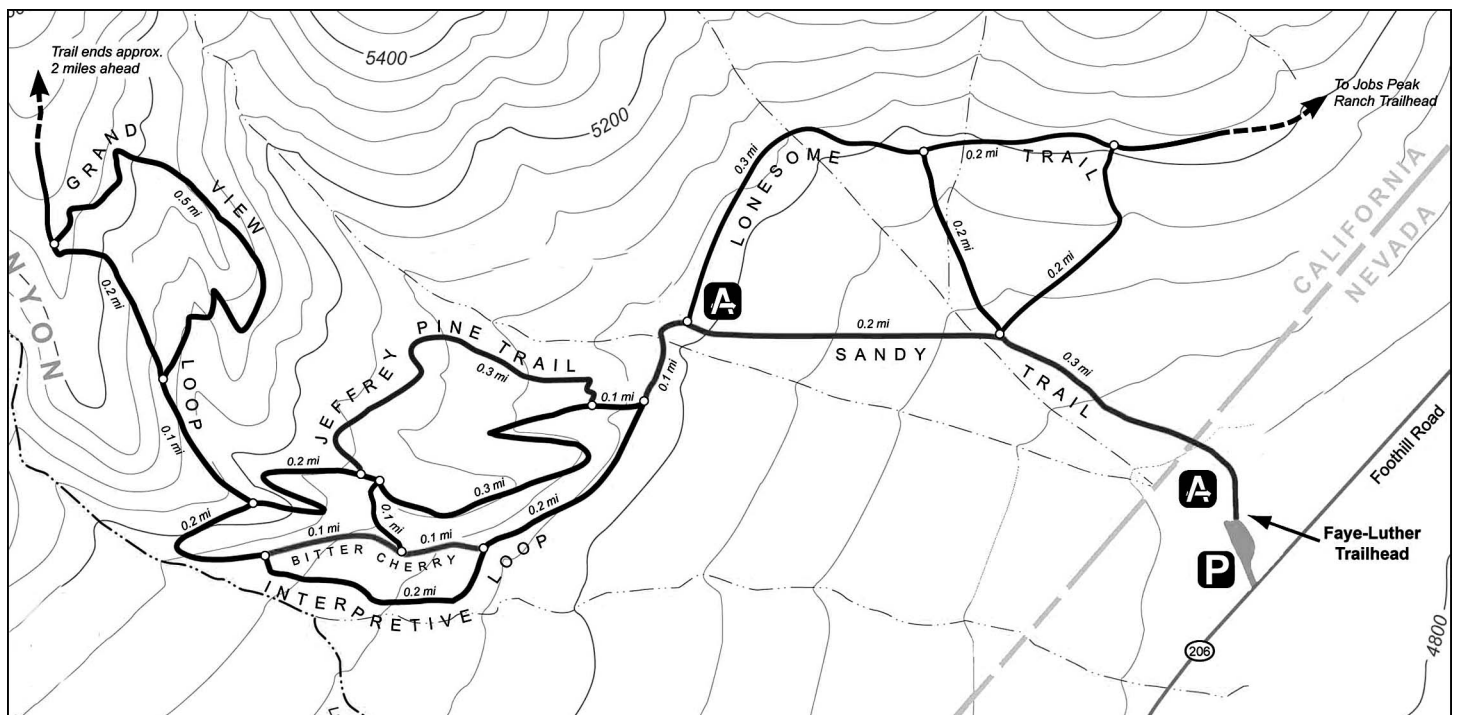 Trail ends approx.
2 miles ahead
5400
5200
To Jobs Peak
Ranch Trailhead
GRAND
VIEW
LOOP
0.5 mi
0.2 mi
0.1 mi
NYON
LONESOME
TRAIL
0.3 mi
0.2 mi
0.2 mi
0.2 mi
CALIFORNIA
NEVADA
A
0.2 mi
SANDY
TRAIL
0.3 mi
0.1 mi
JEFFREY
PINE TRAIL
0.3 mi
0.1 mi
0.2 mi
0.3 mi
0.2 mi
0.2 mi
0.1 mi
0.1 mi
0.1 mi
BITTER CHERRY
0.2 mi
INTERPRETIVE
LOOP
A
Foothill Road
Faye-Luther
Trailhead
P
206
4800